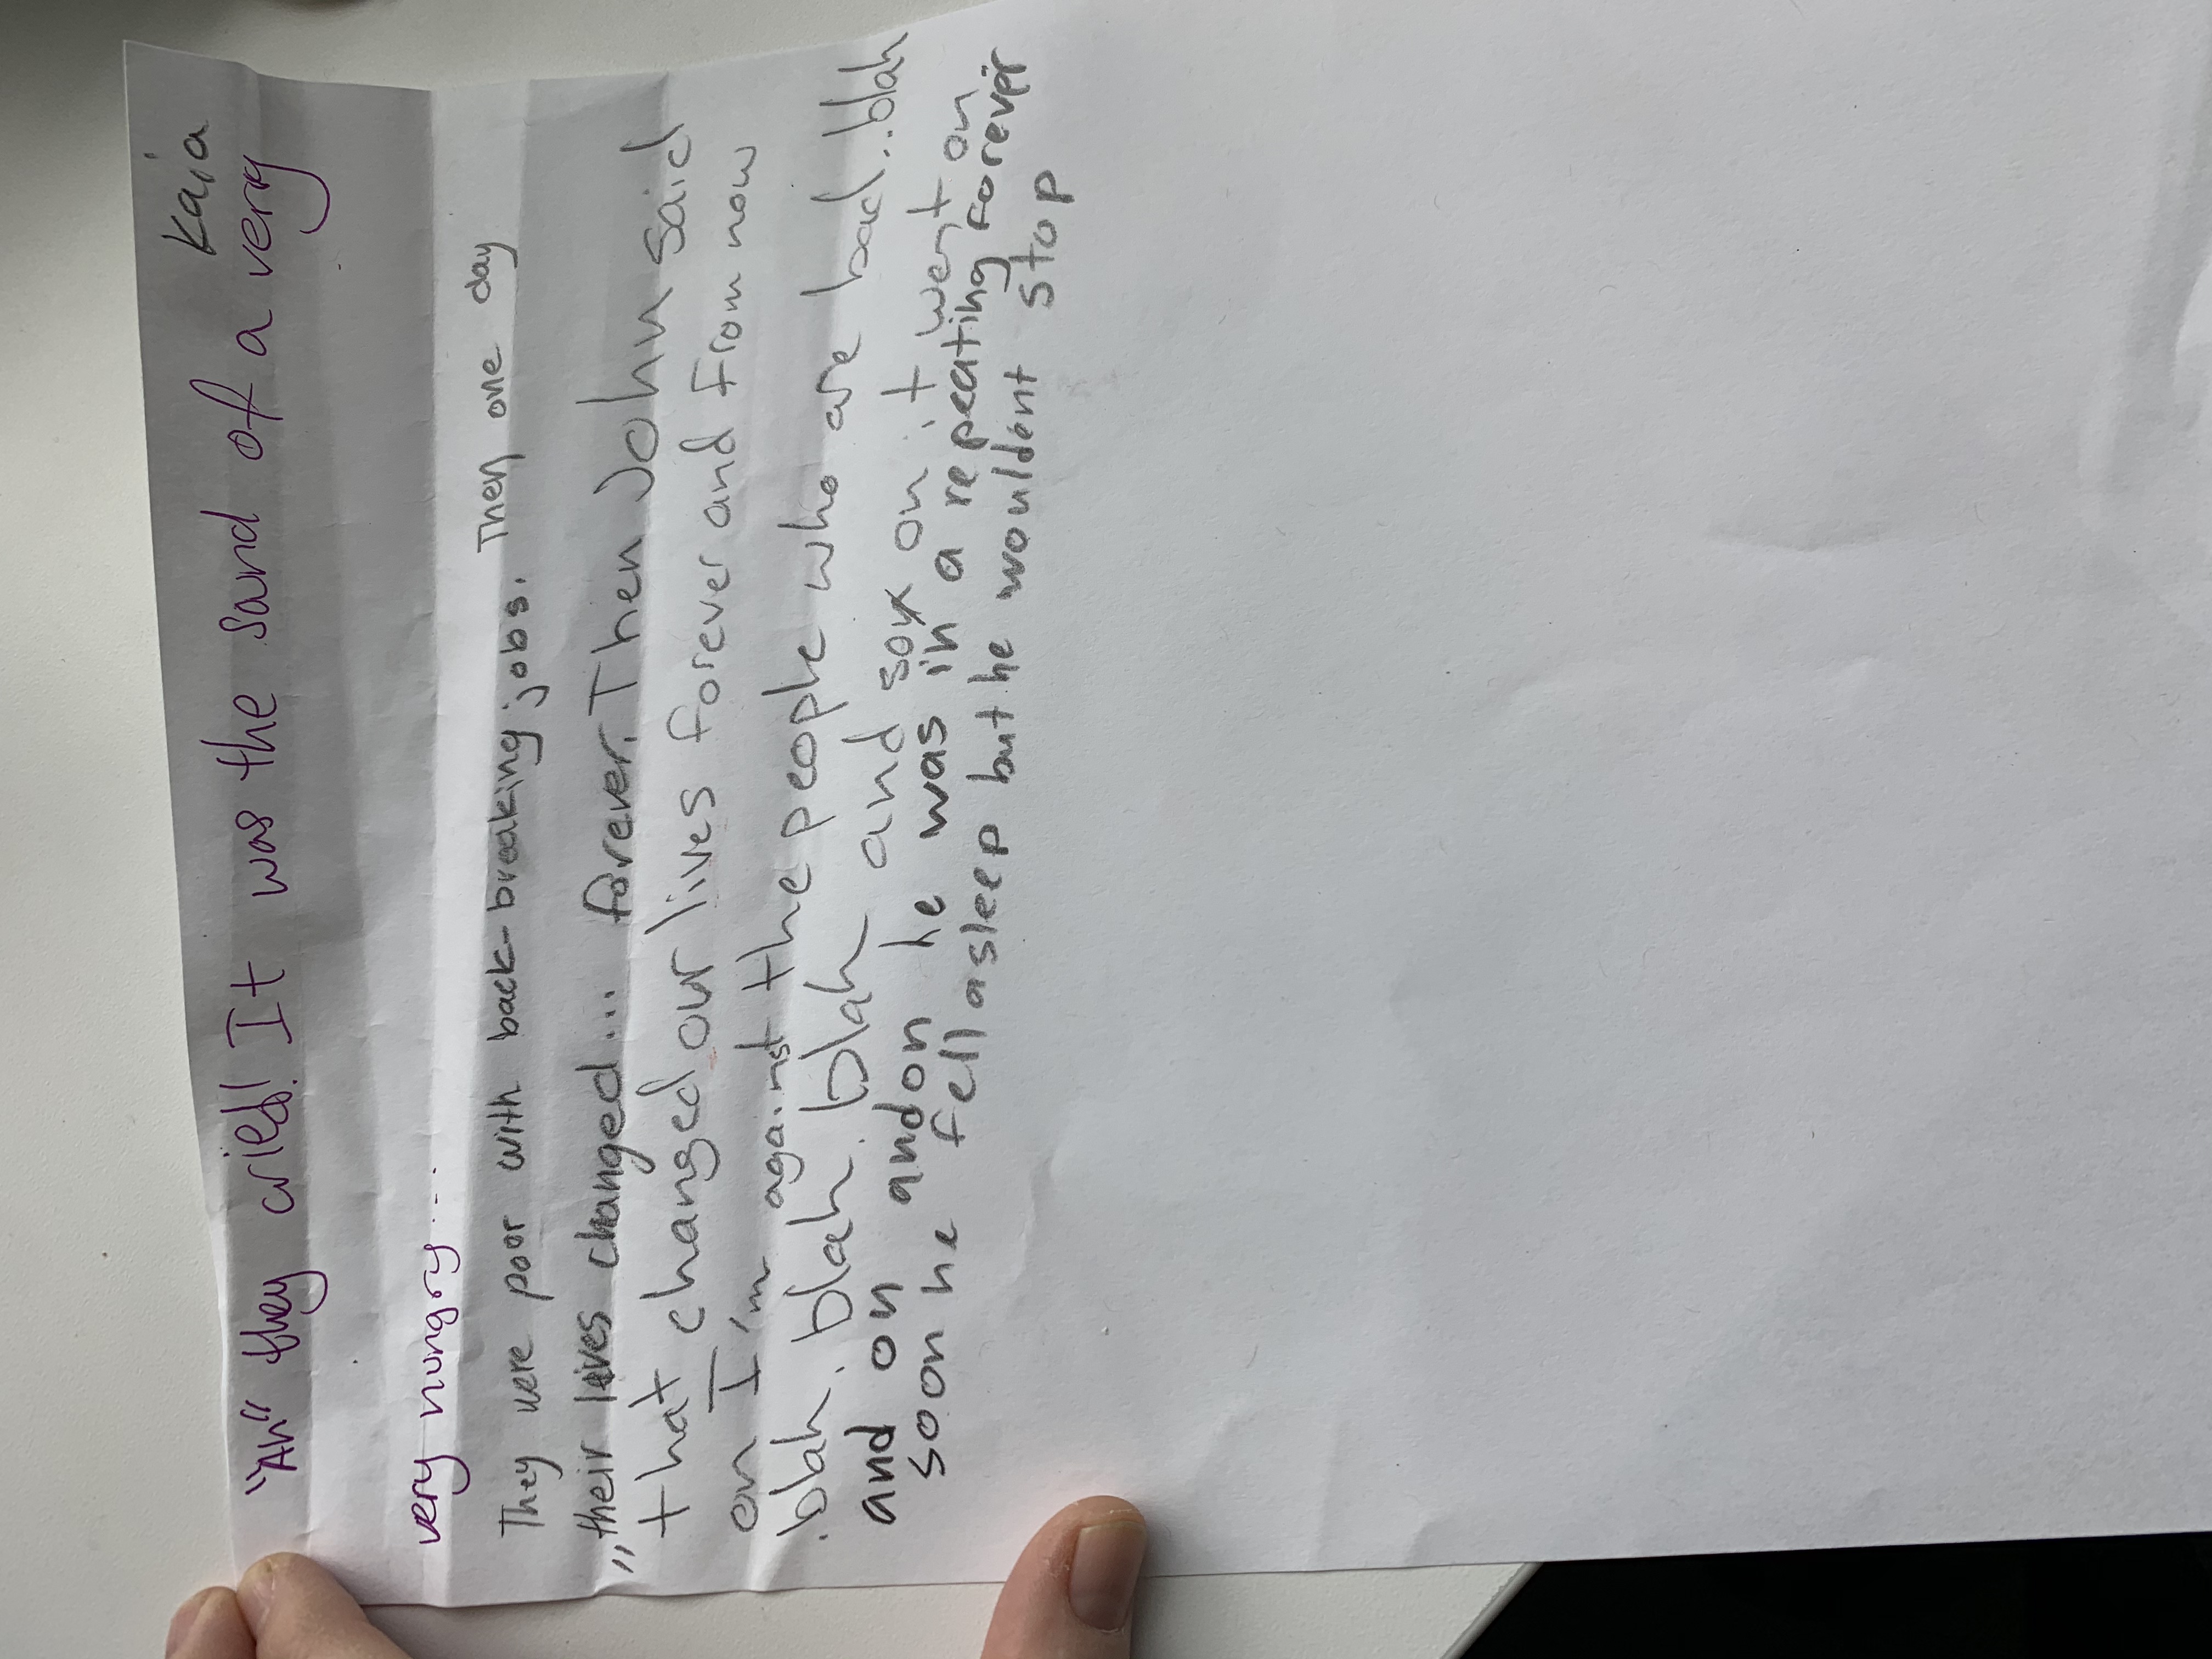 Kaia
"Ah" they cried! It was the sound of a very
very hungry...
They were poor with back-breaking jobs. Then one day
their lives changed... forever. Then John said
,,that changed our lives forever and from now
on I'm against the people who are bad...blah
.blah. blah. blah and so on it went on
and on and on he was in a repeating forever
soon he fell asleep but he wouldent stop